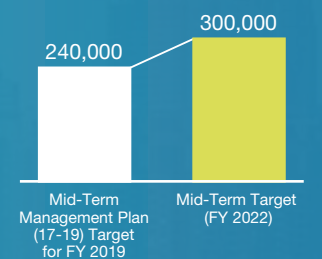 300,000
240,000
Mid-Term
Management Plan
(17-19) Target
for FY 2019
Mid-Term Target
(FY 2022)